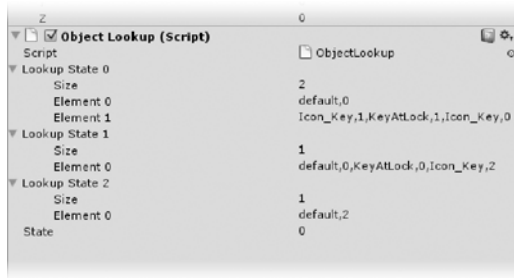 Z 0
Object Lookup (Script)
Script ObjectLookup
Lookup State 0
Size 2
Element 0 default,0
Element 1 Icon_Key,1,KeyAtLock,1,Icon_Key,0
Lookup State 1
Size 1
Element 0 default,0,KeyAtLock,0,Icon_Key,2
Lookup State 2
Size 1
Element 0 default,2
State 0